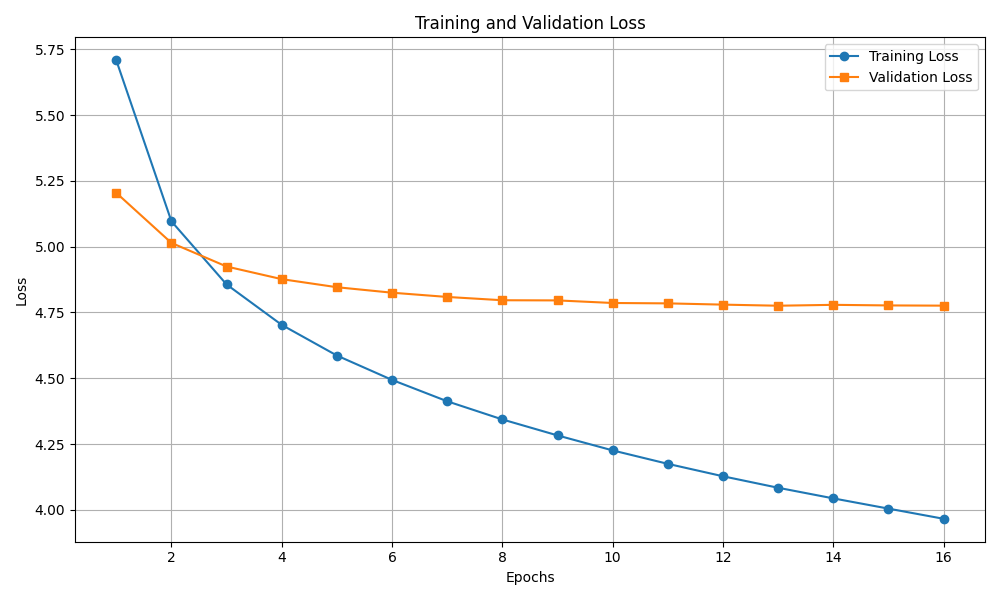 Training and Validation Loss
Training Loss
Validation Loss
5.75
5.50
5.25
5.00
4.75
4.50
4.25
4.00
Loss
2 4 6 8 10 12 14 16
Epochs